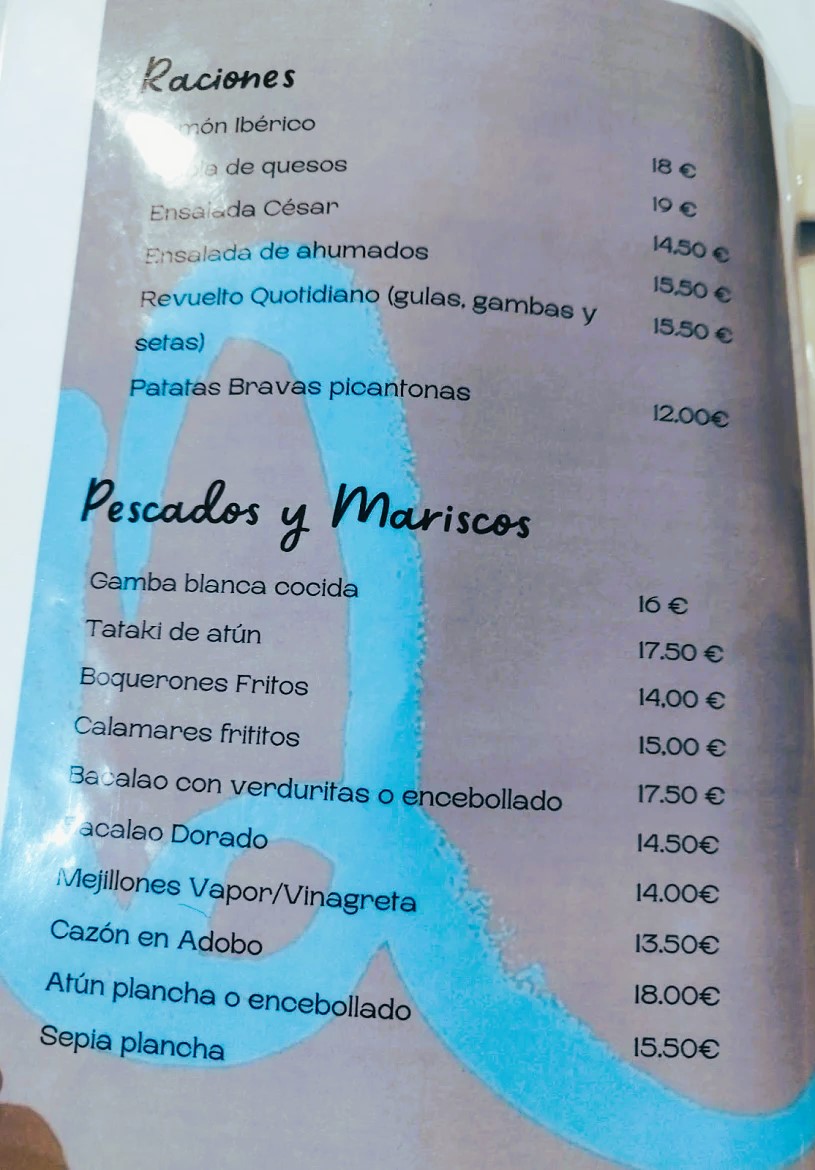 Raciones
Ibérico 18 €
de quesos 19 €
Ensalada César 14,50 €
Ensalada de ahumados 15,50 €
Revuelto Quotidiano (gulas, gambas y 15.50 €
setas)
Patatas Bravas picantonas 12.00€
Pescados y Mariscos
Gamba blanca cocida 16 €
Tataki de atún 17.50 €
Boquerones Fritos 14,00 €
Calamares frititos 15,00 €
Bacalao con verduritas o encebollado 17.50 €
Bacalao Dorado 14.50€
Mejillones Vapor/Vinagreta 14.00€
Cazón en Adobo 13.50€
Atún plancha o encebollado 18.00€
Sepia plancha 15.50€